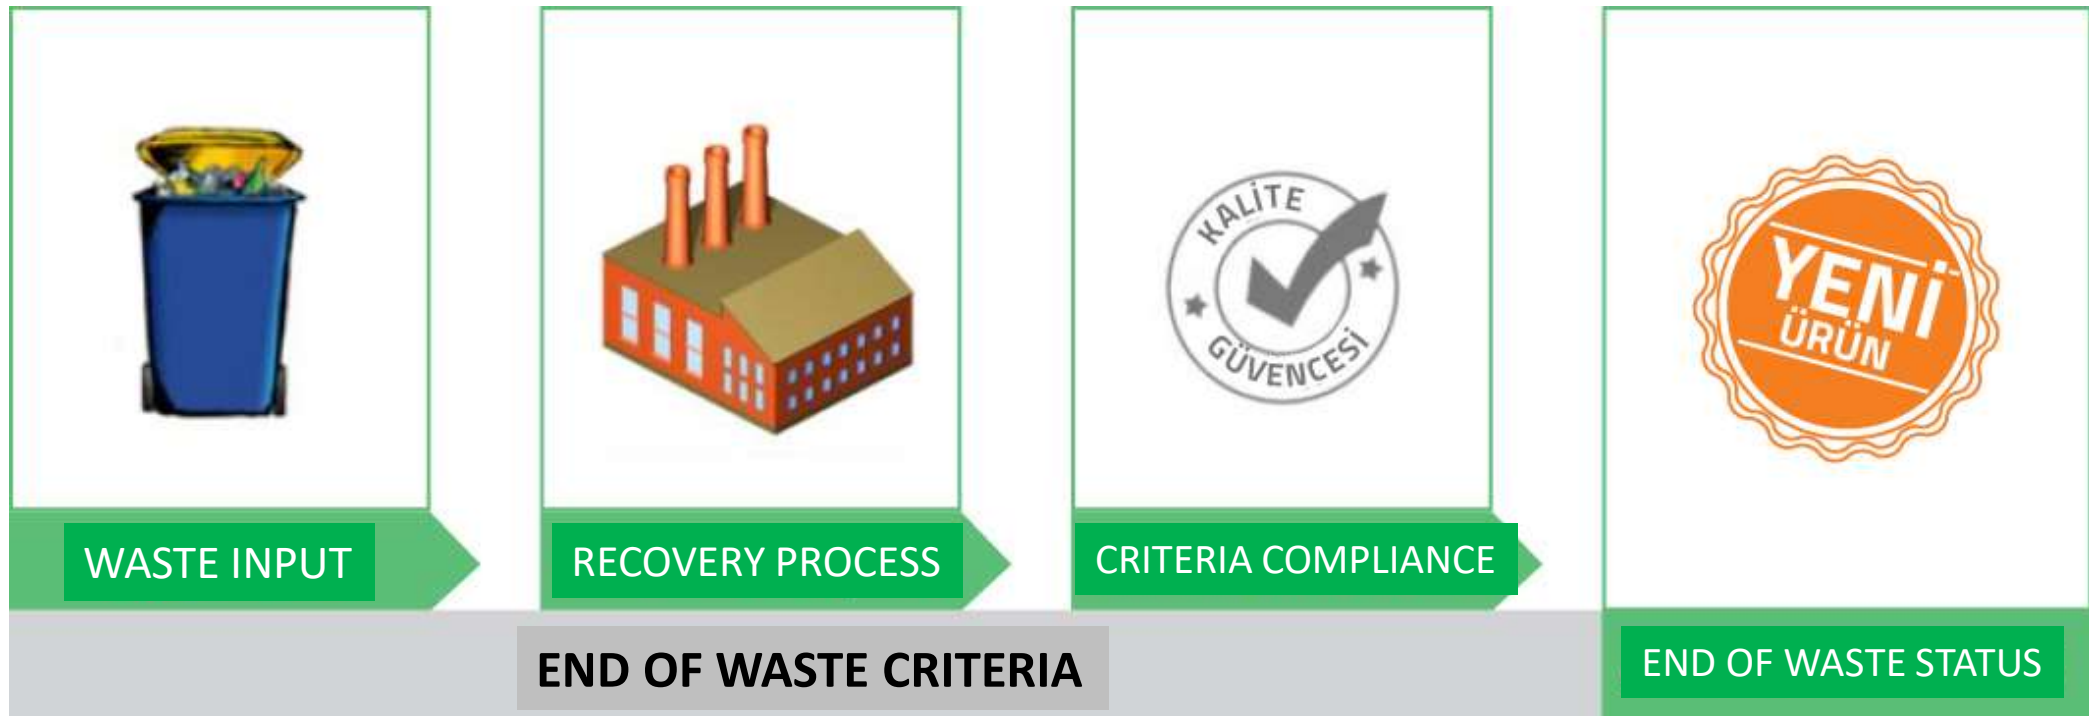 KALİTE
GÜVENCESİ
YENİ
ÜRÜN
WASTE INPUT
RECOVERY PROCESS
CRITERIA COMPLIANCE
END OF WASTE CRITERIA
END OF WASTE STATUS